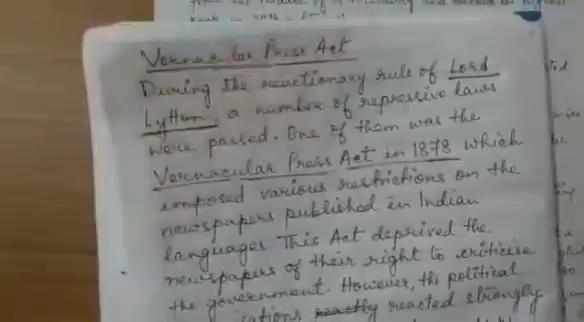 Vernacular Press Act
During the reactionary rule of Lord
Lytton, a number of repressive laws
were passed. One of them was the
Vernacular Press Act in 1878 which
imposed various restrictions on the
newspapers published in Indian
languages. This Act deprived the
newspapers of their right to criticise
the government. However, the political
reacted strongly